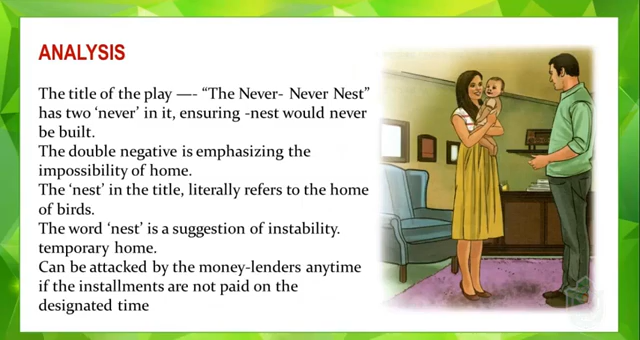 ANALYSIS
The title of the play —- “The Never- Never Nest”
has two ‘never’ in it, ensuring -nest would never
be built.
The double negative is emphasizing the
impossibility of home.
The ‘nest’ in the title, literally refers to the home
of birds.
The word ‘nest’ is a suggestion of instability.
temporary home.
Can be attacked by the money-lenders anytime
if the installments are not paid on the
designated time